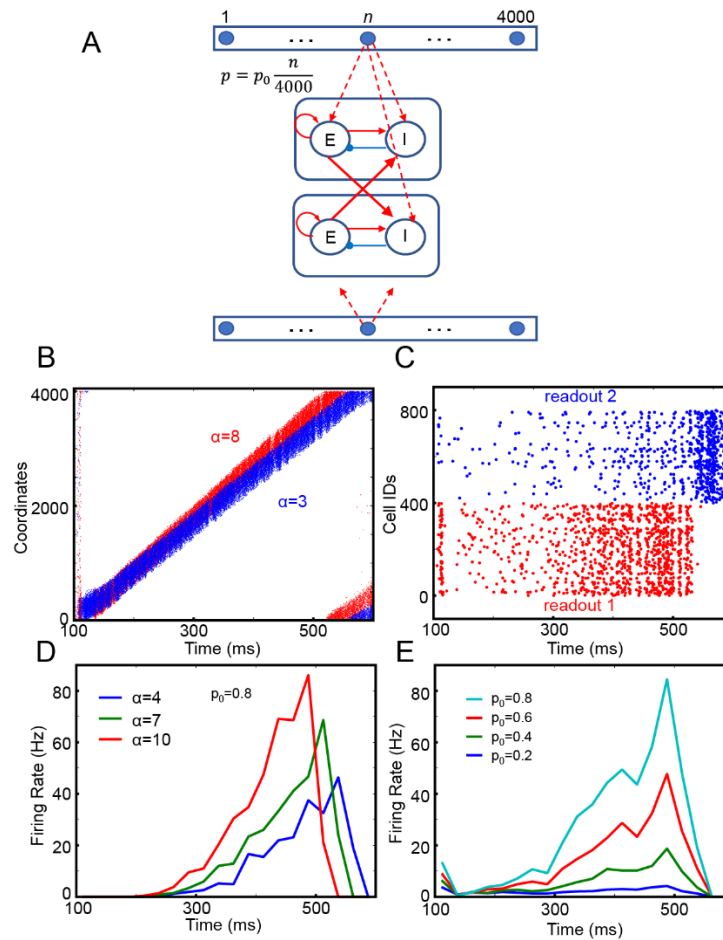 A
1 n 4000
... ...
p = p₀ n/4000
E I
E I
... ...
B
4000
2000
0
Coordinates
α=8
α=3
100 300 500
Time (ms)
C
800
400
0
Cell IDs
readout 2
readout 1
100 300 500
Time (ms)
D
80
60
40
20
0
Firing Rate (Hz)
α=4
α=7
α=10
p₀=0.8
100 300 500
Time (ms)
E
80
60
40
20
0
Firing Rate (Hz)
p₀=0.8
p₀=0.6
p₀=0.4
p₀=0.2
100 300 500
Time (ms)